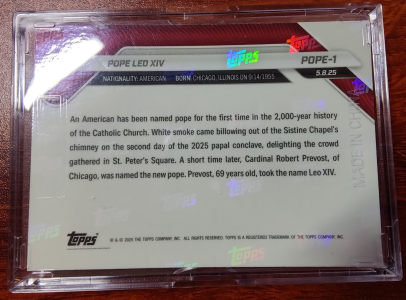 Topps
POPE LEO XIV
POPE-1
NATIONALITY: AMERICAN BORN: CHICAGO, ILLINOIS ON 9/14/1955
5.8.25
An American has been named pope for the first time in the 2,000-year history
of the Catholic Church. White smoke came billowing out of the Sistine Chapel's
chimney on the second day of the 2025 papal conclave, delighting the crowd
gathered in St. Peter's Square. A short time later, Cardinal Robert Prevost, of
Chicago, was named the new pope. Prevost, 69 years old, took the name Leo XIV.
MADE IN CHINA
Topps
® & © 2025 THE TOPPS COMPANY, INC. ALL RIGHTS RESERVED. TOPPS IS A REGISTERED TRADEMARK OF THE TOPPS COMPANY, INC.
Topps